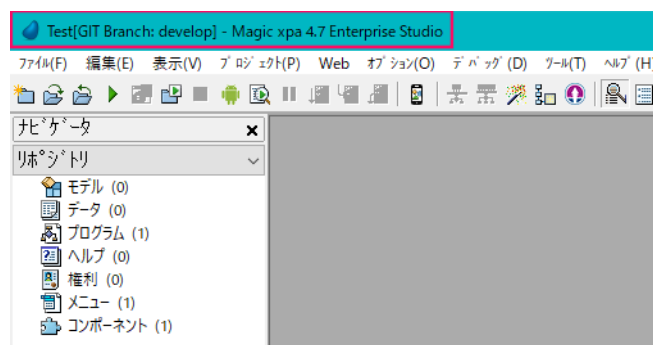 Test[GIT Branch: develop] - Magic xpa 4.7 Enterprise Studio
ファイル(F) 編集(E) 表示(V) プロジェクト(P) Web オプション(O) デバッグ(D) ツール(T) ヘルプ(H)
ナビゲータ
リポジトリ
モデル (0)
データ (0)
プログラム (1)
ヘルプ (0)
権利 (0)
メニュー (1)
コンポーネント (1)